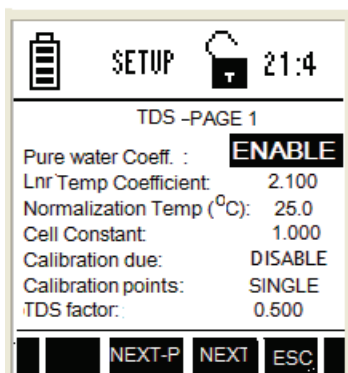 SETUP T 21:4
TDS -PAGE 1
Pure water Coeff. : ENABLE
Lnr Temp Coefficient: 2.100
Normalization Temp (°C): 25.0
Cell Constant: 1.000
Calibration due: DISABLE
Calibration points: SINGLE
TDS factor: 0.500
NEXT-P NEXT ESC